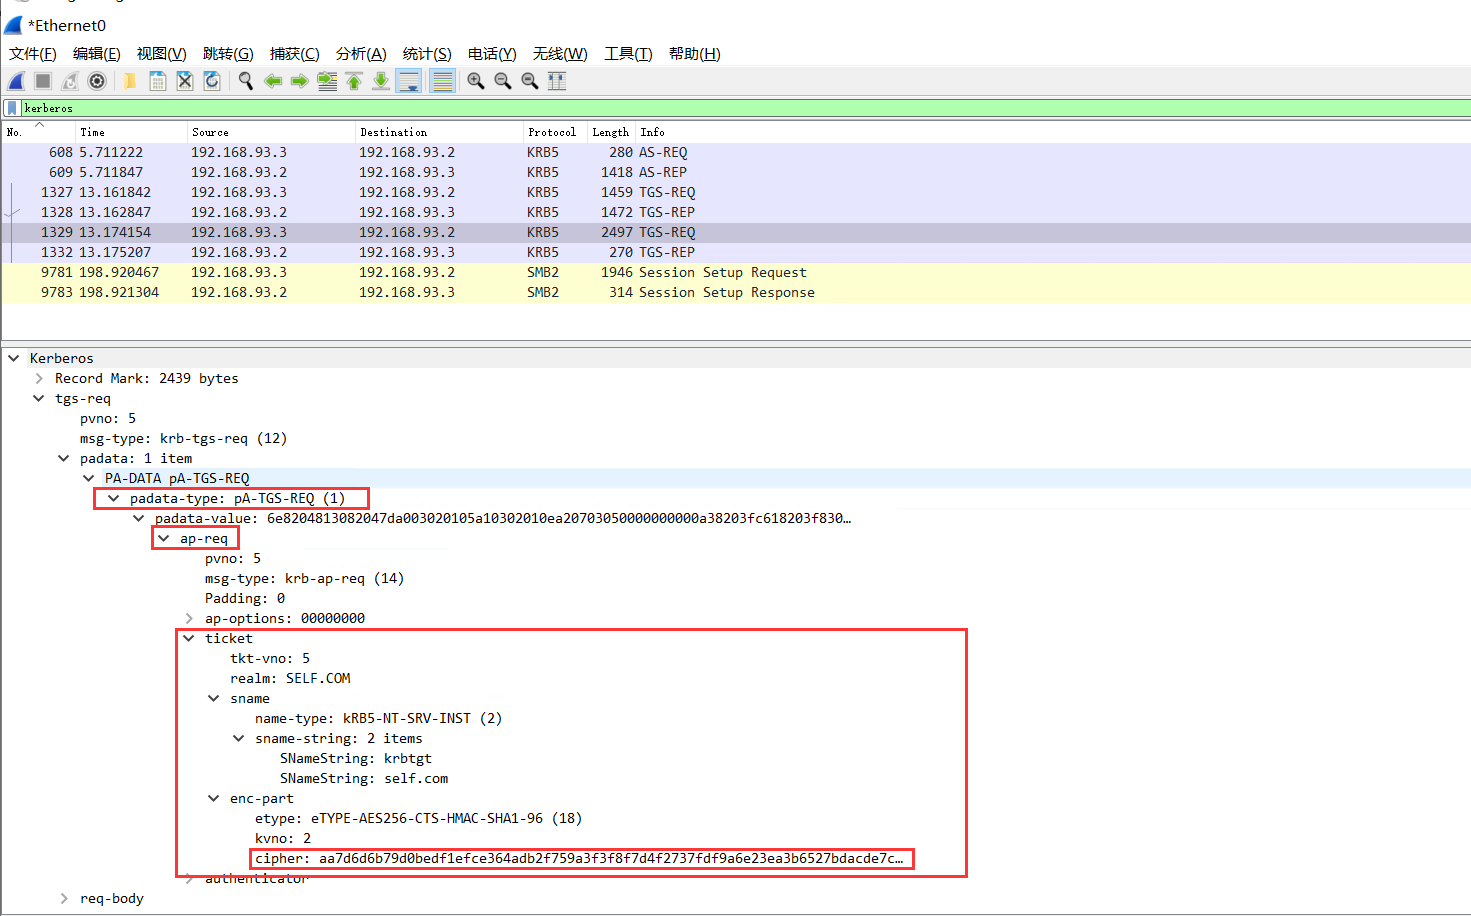 *Ethernet0
文件(F) 编辑(E) 视图(V) 跳转(G) 捕获(C) 分析(A) 统计(S) 电话(Y) 无线(W) 工具(T) 帮助(H)
kerberos
No. Time Source Destination Protocol Length Info
608 5.711222 192.168.93.3 192.168.93.2 KRB5 280 AS-REQ
609 5.711847 192.168.93.2 192.168.93.3 KRB5 1418 AS-REP
1327 13.161842 192.168.93.3 192.168.93.2 KRB5 1459 TGS-REQ
1328 13.162847 192.168.93.2 192.168.93.3 KRB5 1472 TGS-REP
1329 13.174154 192.168.93.3 192.168.93.2 KRB5 2497 TGS-REQ
1332 13.175207 192.168.93.2 192.168.93.3 KRB5 270 TGS-REP
9781 198.920467 192.168.93.3 192.168.93.2 SMB2 1946 Session Setup Request
9783 198.921304 192.168.93.2 192.168.93.3 SMB2 314 Session Setup Response
Kerberos
Record Mark: 2439 bytes
tgs-req
pvno: 5
msg-type: krb-tgs-req (12)
padata: 1 item
PA-DATA pA-TGS-REQ
padata-type: pA-TGS-REQ (1)
padata-value: 6e8204813082047da003020105a10302010ea20703050000000000a38203fc618203f830…
ap-req
pvno: 5
msg-type: krb-ap-req (14)
Padding: 0
ap-options: 00000000
ticket
tkt-vno: 5
realm: SELF.COM
sname
name-type: kRB5-NT-SRV-INST (2)
sname-string: 2 items
SNameString: krbtgt
SNameString: self.com
enc-part
etype: eTYPE-AES256-CTS-HMAC-SHA1-96 (18)
kvno: 2
cipher: aa7d6d6b79d0bedf1efce364adb2f759a3f3f8f7d4f2737fdf9a6e23ea3b6527bdacde7c…
authenticator
req-body